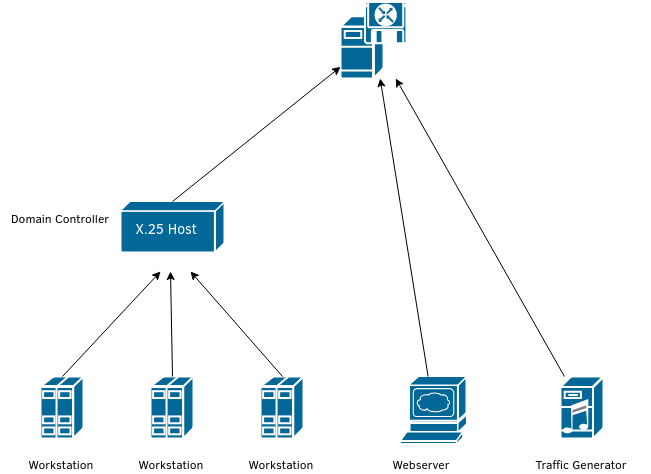 Domain Controller
X.25 Host
Workstation
Workstation
Workstation
Webserver
Traffic Generator